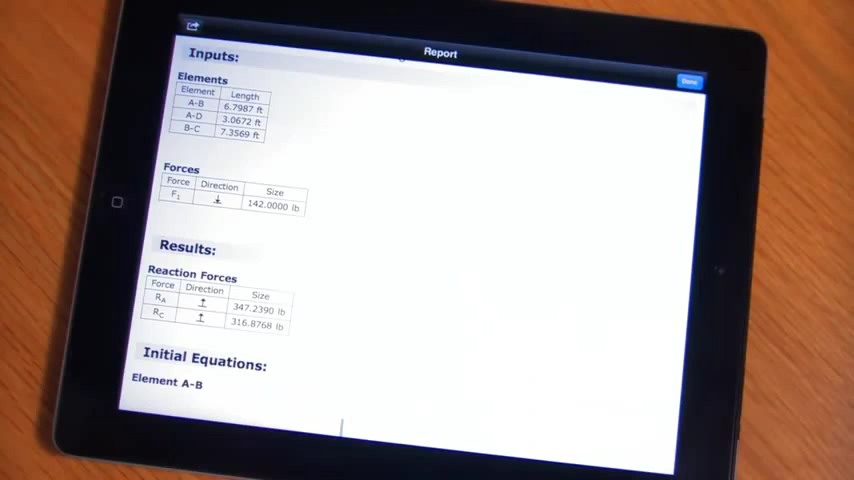 Report
Done
Inputs:
Elements
Element Length
A-B 6.7987 ft
A-D 3.0672 ft
B-C 7.3569 ft
Forces
Force Direction Size
F1 142.0000 lb
Results:
Reaction Forces
Force Direction Size
RA 347.2390 lb
RC 316.8768 lb
Initial Equations:
Element A-B